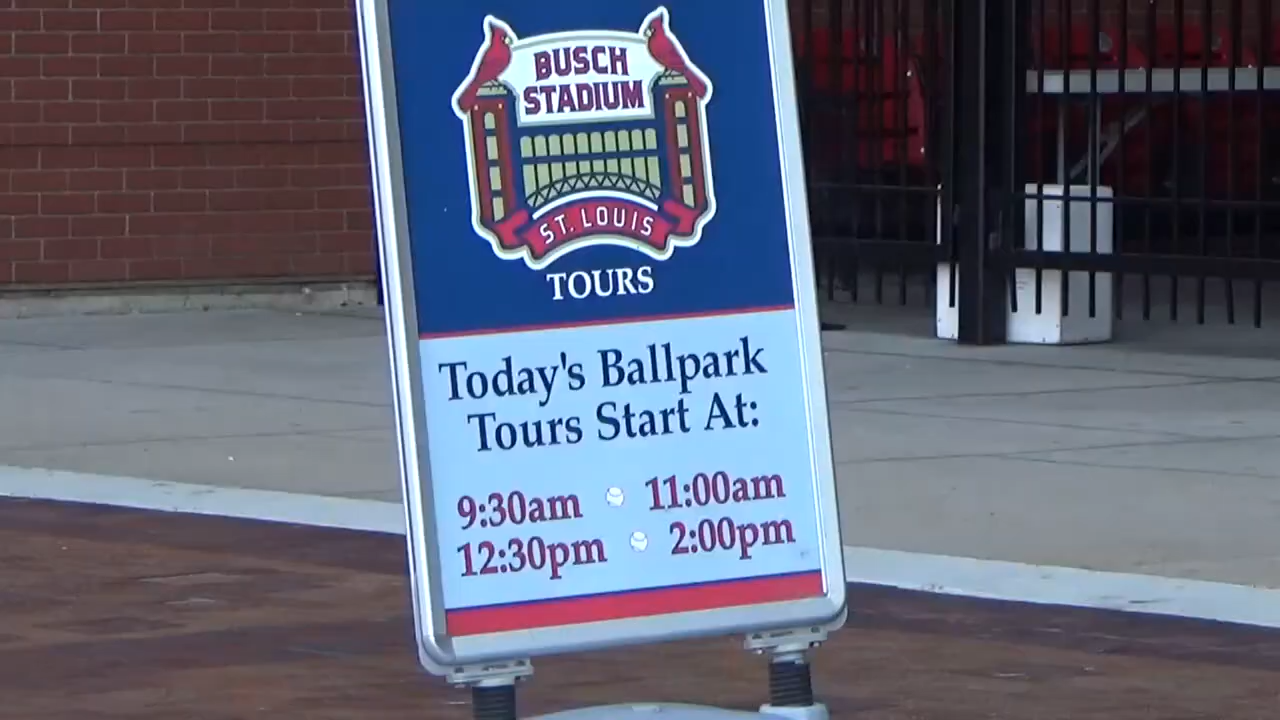 BUSCH
STADIUM
ST. LOUIS
TOURS
Today's Ballpark
Tours Start At:
9:30am 11:00am
12:30pm 2:00pm